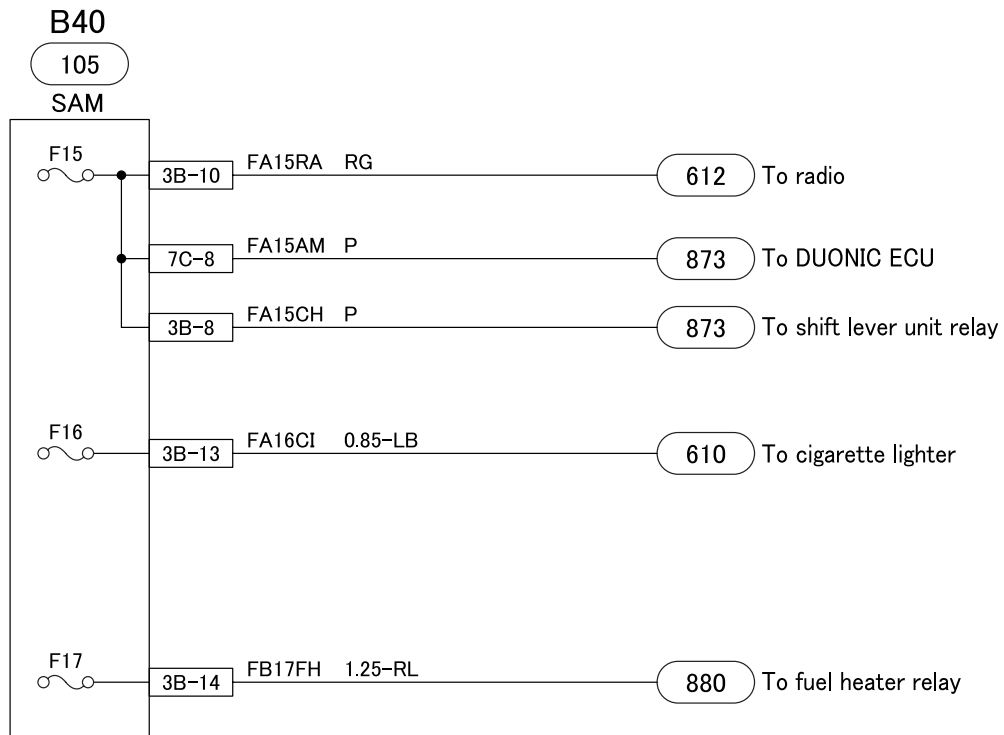 B40
105
SAM
F15
3B-10 FA15RA RG 612 To radio
7C-8 FA15AM P 873 To DUONIC ECU
3B-8 FA15CH P 873 To shift lever unit relay
F16
3B-13 FA16CI 0.85-LB 610 To cigarette lighter
F17
3B-14 FB17FH 1.25-RL 880 To fuel heater relay